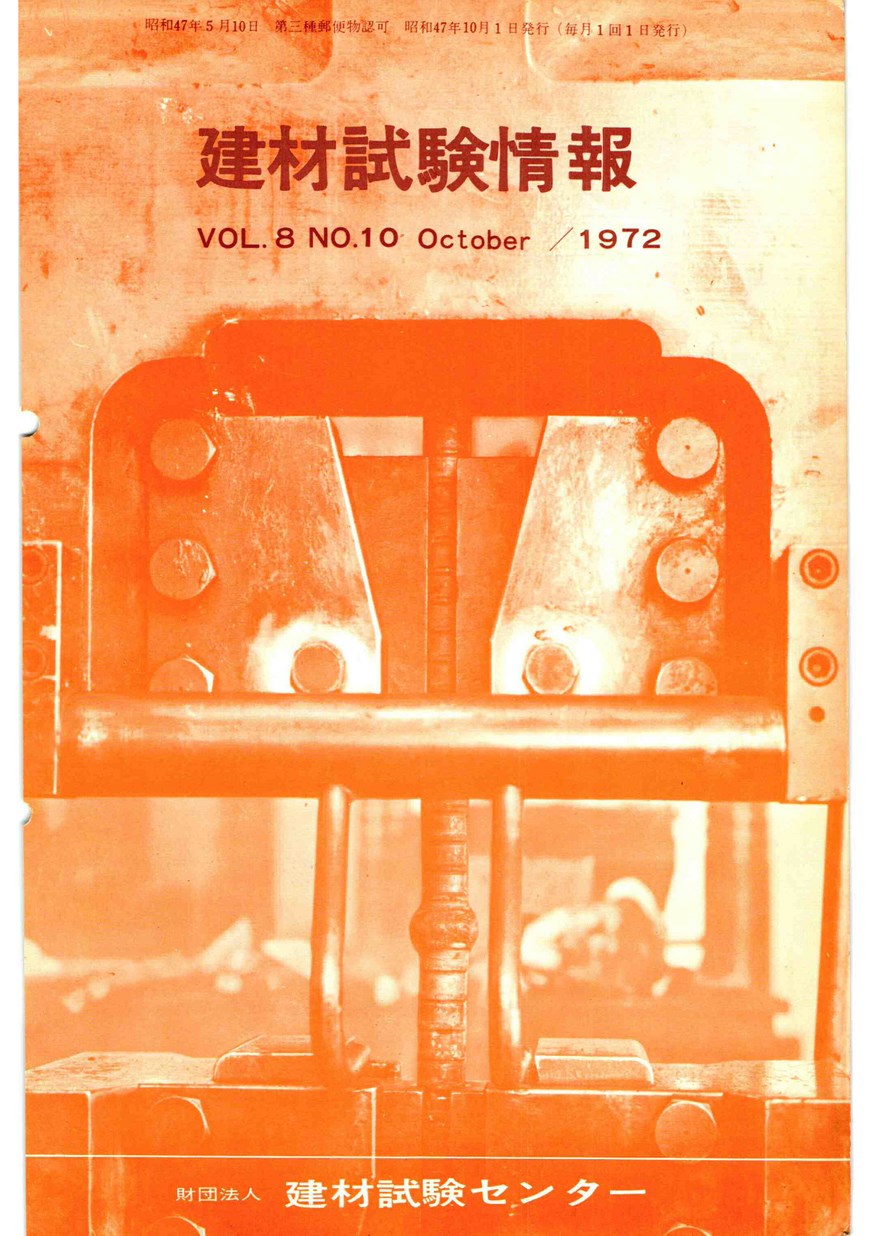 昭和47年5月10日 第三種郵便物認可 昭和47年10月1日発行(毎月1回1日発行)
建材試験情報
VOL.8 NO.10 October /1972
財団法人 建材試験センター